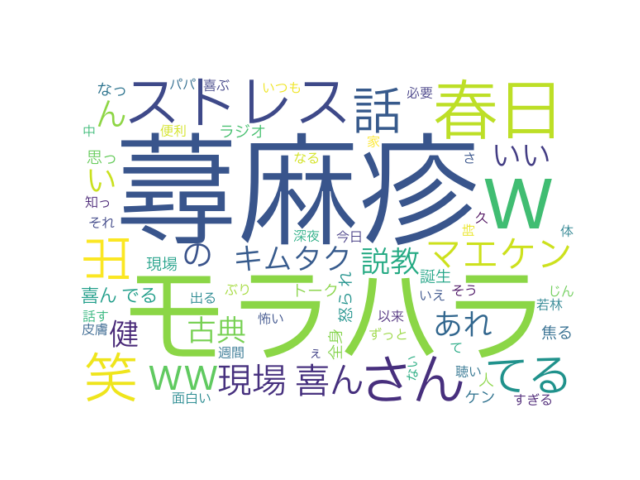 なっ
ストレス
パパ
喜ぶ
いつも
話
必要
春日
ん
中
便利
ラジオ
蕁麻疹
なる
家
さ
いい
思っ
い
知っ
それ
W
久
体
深夜
今日
の
キムタク
説教
マエケン
現場
誕生
いえ
そう
じん
喜ん
でる
出る
ぶり
トーク
怒られ
モラハラ
若林
話す
皮膚
健
古典
怖い
全身
以来
ずっと
あれ
焦る
週間
ぇ
ない
て
聴い
人
てる
笑
ww
現場
喜ん
さん
面白い
ケン
すぎる